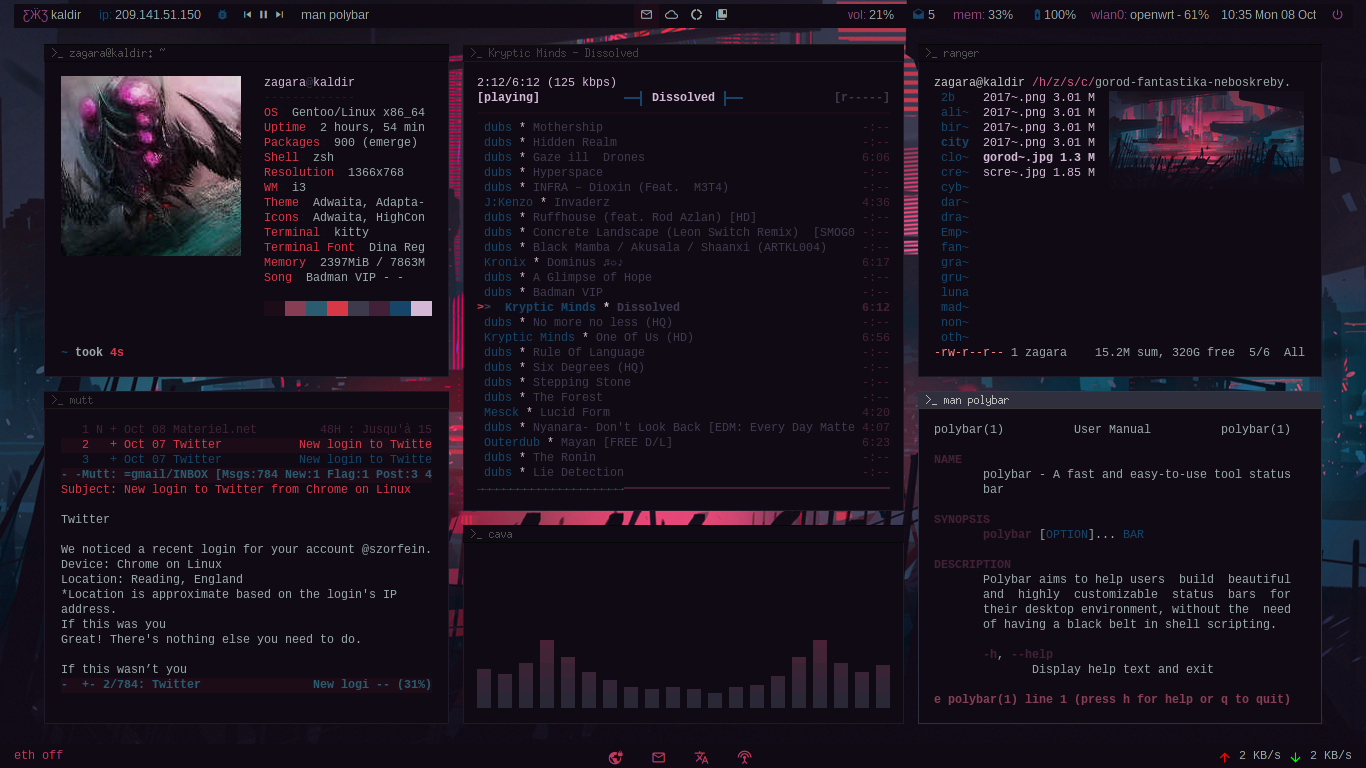 ƸӜƷ kaldir ip: 209.141.51.150 man polybar vol: 21% 5 mem: 33% 100% wlan0: openwrt - 61% 10:35 Mon 08 Oct
>_ zagara@kaldir: ~
zagara@kaldir
-------------
OS Gentoo/Linux x86_64
Uptime 2 hours, 54 min
Packages 900 (emerge)
Shell zsh
Resolution 1366x768
WM i3
Theme Adwaita, Adapta-
Icons Adwaita, HighCon
Terminal kitty
Terminal Font Dina Reg
Memory 2397MiB / 7863M
Song Badman VIP - -
~ took 4s
>_ mutt
1 N + Oct 08 Materiel.net 48H : Jusqu'à 15
2 + Oct 07 Twitter New login to Twitte
3 + Oct 07 Twitter New login to Twitte
- -Mutt: =gmail/INBOX [Msgs:784 New:1 Flag:1 Post:3 4
Subject: New login to Twitter from Chrome on Linux
Twitter
We noticed a recent login for your account @szorfein.
Device: Chrome on Linux
Location: Reading, England
*Location is approximate based on the login's IP
address.
If this was you
Great! There's nothing else you need to do.
If this wasn’t you
- +- 2/784: Twitter New logi -- (31%)
>_ Kryptic Minds - Dissolved
2:12/6:12 (125 kbps)
[playing] ──┤ Dissolved ├── [r-----]
dubs * Mothership -:--
dubs * Hidden Realm -:--
dubs * Gaze ill Drones 6:06
dubs * Hyperspace -:--
dubs * INFRA – Dioxin (Feat. M3T4) -:--
J:Kenzo * Invaderz 4:36
dubs * Ruffhouse (feat. Rod Azlan) [HD] -:--
dubs * Concrete Landscape (Leon Switch Remix) [SMOG0 -:--
dubs * Black Mamba / Akusala / Shaanxi (ARTKL004) -:--
Kronix * Dominus 6:17
dubs * A Glimpse of Hope -:--
dubs * Badman VIP -:--
>> Kryptic Minds * Dissolved 6:12
dubs * No more no less (HQ) -:--
Kryptic Minds * One Of Us (HD) 6:56
dubs * Rule Of Language -:--
dubs * Six Degrees (HQ) -:--
dubs * Stepping Stone -:--
dubs * The Forest -:--
Mesck * Lucid Form 4:20
dubs * Nyanara- Don't Look Back [EDM: Every Day Matte 4:07
Outerdub * Mayan [FREE D/L] 6:23
dubs * The Ronin -:--
dubs * Lie Detection -:--
>_ cava
>_ ranger
zagara@kaldir /h/z/s/c/gorod-fantastika-neboskreby.
2b 2017~.png 3.01 M
ali~ 2017~.png 3.01 M
bir~ 2017~.png 3.01 M
city 2017~.png 3.01 M
clo~ gorod~.jpg 1.3 M
cre~ scre~.jpg 1.85 M
cyb~
dar~
dra~
Emp~
fan~
gra~
gru~
luna
mad~
non~
oth~
-rw-r--r-- 1 zagara 15.2M sum, 320G free 5/6 All
>_ man polybar
polybar(1) User Manual polybar(1)
NAME
polybar - A fast and easy-to-use tool status
bar
SYNOPSIS
polybar [OPTION]... BAR
DESCRIPTION
Polybar aims to help users build beautiful
and highly customizable status bars for
their desktop environment, without the need
of having a black belt in shell scripting.
-h, --help
Display help text and exit
e polybar(1) line 1 (press h for help or q to quit)
eth off 2 KB/s 2 KB/s